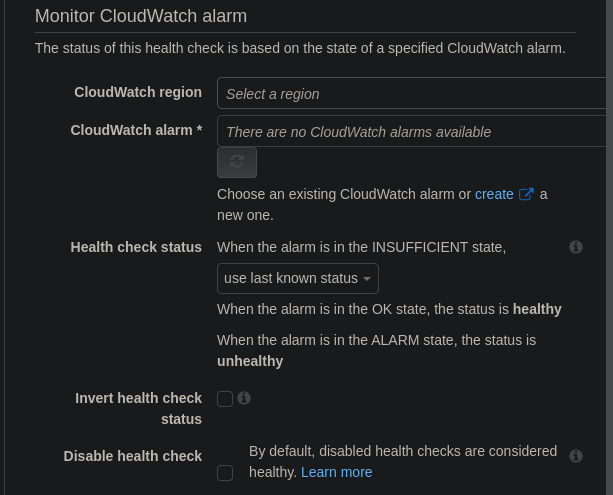 Monitor CloudWatch alarm
The status of this health check is based on the state of a specified CloudWatch alarm.
CloudWatch region
Select a region
CloudWatch alarm *
There are no CloudWatch alarms available
Choose an existing CloudWatch alarm or create a
new one.
Health check status
When the alarm is in the INSUFFICIENT state,
use last known status
When the alarm is in the OK state, the status is healthy
When the alarm is in the ALARM state, the status is
unhealthy
Invert health check
status
Disable health check
By default, disabled health checks are considered
healthy. Learn more